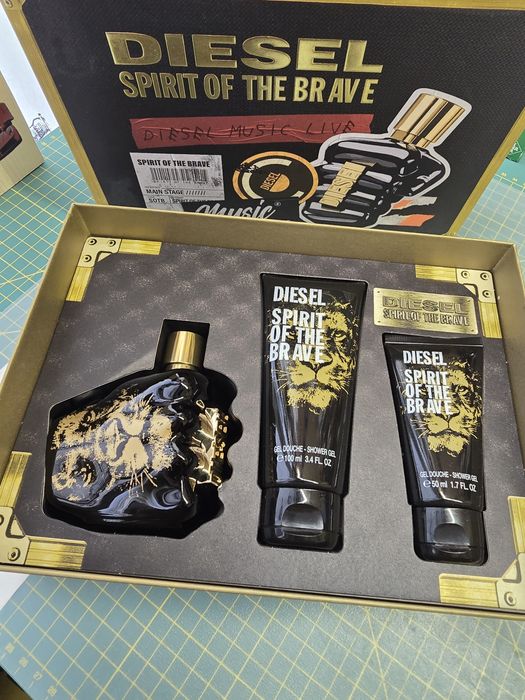 DIESEL
SPIRIT OF THE BRAVE
DIESEL MUSIC LIVE
SPIRIT OF THE BRAVE
MAIN STAGE ///////
DIESEL
Music
DIESEL
SPIRIT OF THE BRAVE
DIESEL
SPIRIT
OF THE
BRAVE
GEL DOUCHE - SHOWER GEL
℮ 100 ml 3.4 FL. OZ
DIESEL
SPIRIT
OF THE
BRAVE
GEL DOUCHE - SHOWER GEL
℮ 50 ml 1.7 FL. OZ